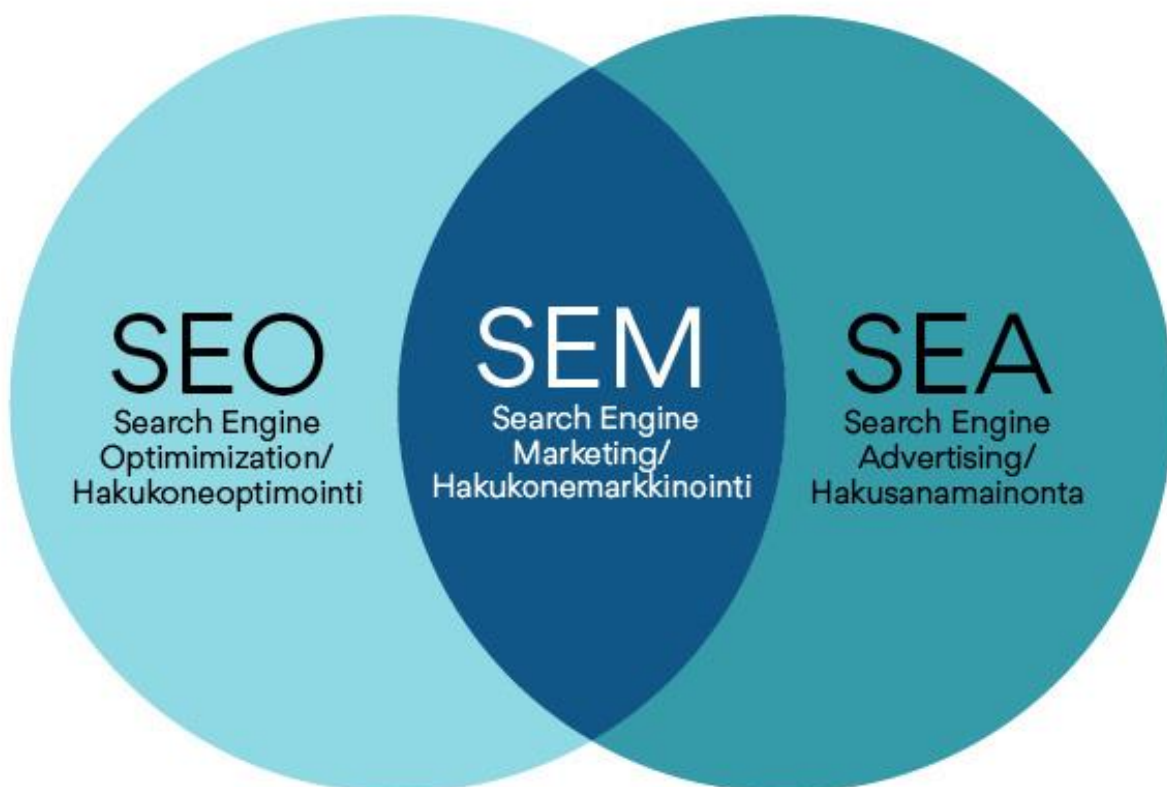 SEO
Search Engine
Optimimization/
Hakukoneoptimointi
SEM
Search Engine
Marketing/
Hakukonemarkkinointi
SEA
Search Engine
Advertising/
Hakusanamainonta